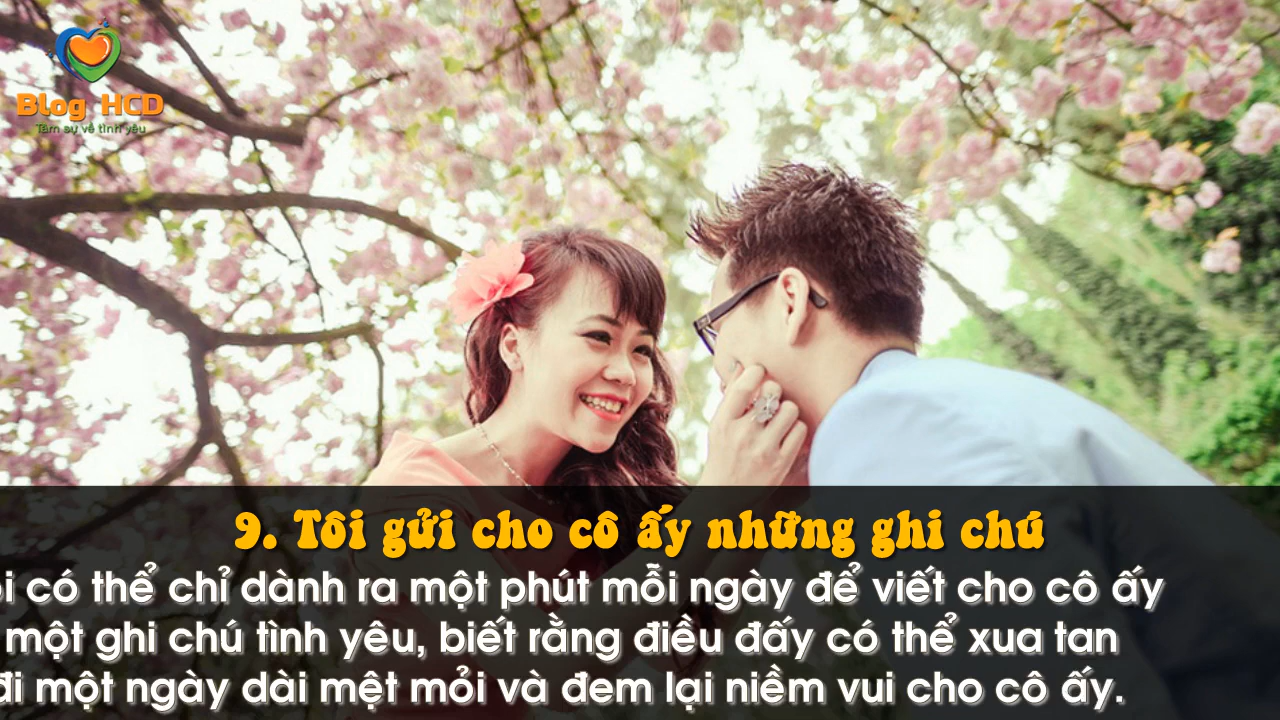 Blog HCD
Tâm sự về tình yêu
9. Tôi gửi cho cô ấy những ghi chú
có thể chỉ dành ra một phút mỗi ngày để viết cho cô ấy
một ghi chú tình yêu, biết rằng điều đấy có thể xua tan
đi một ngày dài mệt mỏi và đem lại niềm vui cho cô ấy.